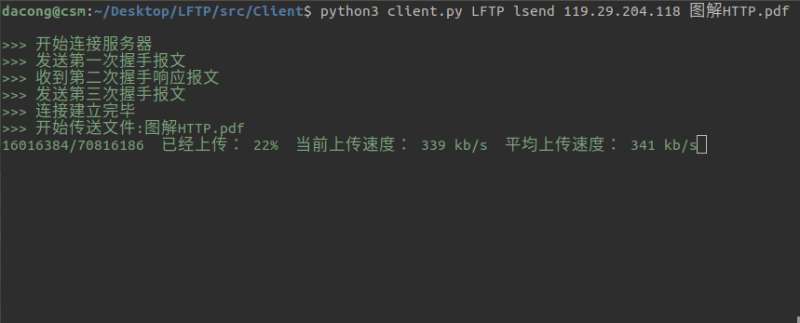 dacong@csm:~/Desktop/LFTP/src/Client$ python3 client.py LFTP lsend 119.29.204.118 图解HTTP.pdf
>>> 开始连接服务器
>>> 发送第一次握手报文
>>> 收到第二次握手响应报文
>>> 发送第三次握手报文
>>> 连接建立完毕
>>> 开始传送文件:图解HTTP.pdf
16016384/70816186 已经上传： 22% 当前上传速度： 339 kb/s 平均上传速度： 341 kb/s